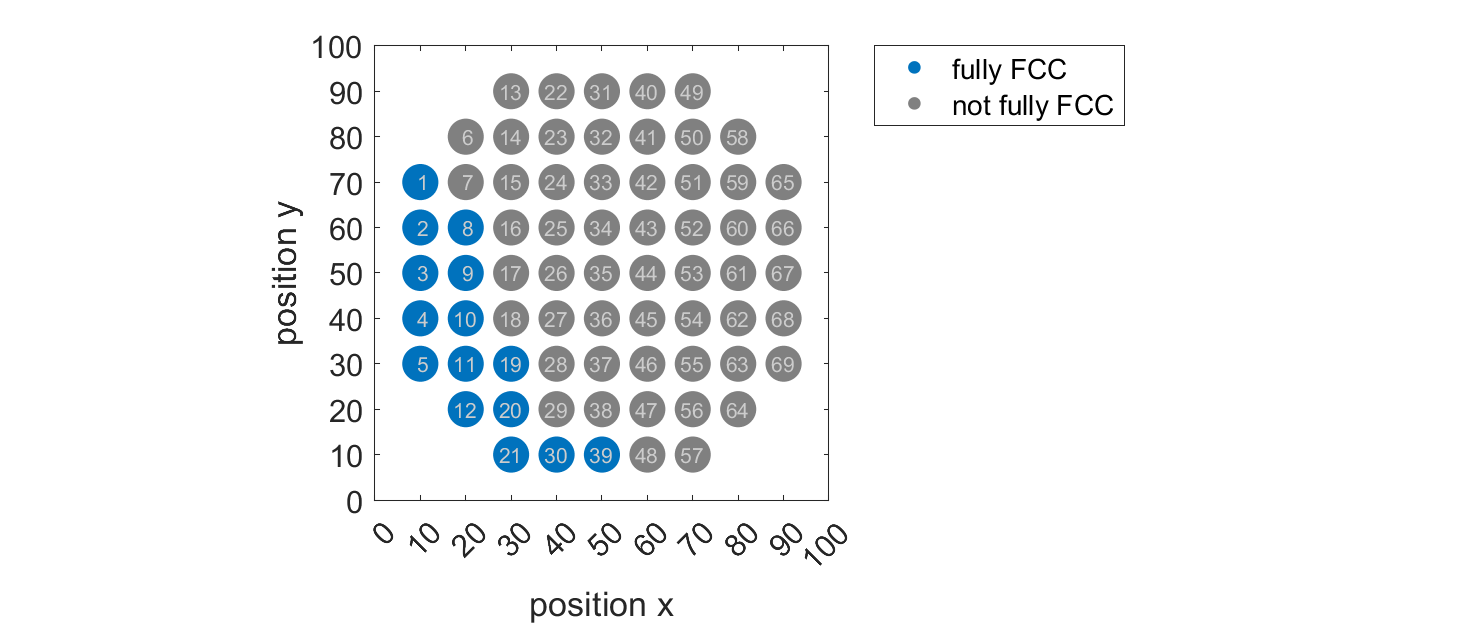 100
fully FCC
not fully FCC
90
13 22 31 40 49
80
6 14 23 32 41 50 58
70
1 7 15 24 33 42 51 59 65
60
2 8 16 25 34 43 52 60 66
50
3 9 17 26 35 44 53 61 67
40
4 10 18 27 36 45 54 62 68
30
5 11 19 28 37 46 55 63 69
20
12 20 29 38 47 56 64
10
21 30 39 48 57
0
position y
0 10 20 30 40 50 60 70 80 90 100
position x